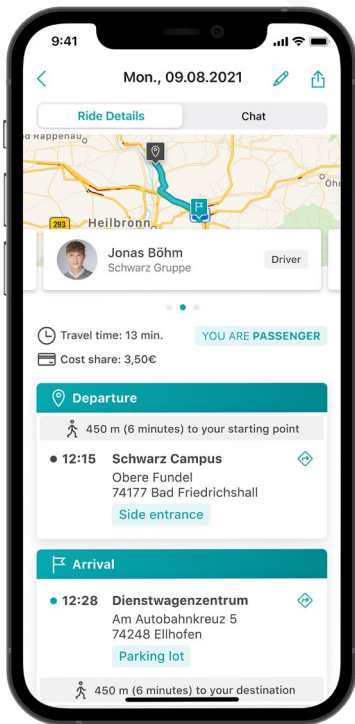 9:41
Mon., 09.08.2021
Ride Details
Chat
Rappenau
293
Heilbronn
Jonas Böhm
Schwarz Gruppe
Driver
Travel time: 13 min.
YOU ARE PASSENGER
Cost share: 3,50€
Departure
450 m (6 minutes) to your starting point
12:15 Schwarz Campus
Obere Fundel
74177 Bad Friedrichshall
Side entrance
Arrival
12:28 Dienstwagenzentrum
Am Autobahnkreuz 5
74248 Ellhofen
Parking lot
450 m (6 minutes) to your destination